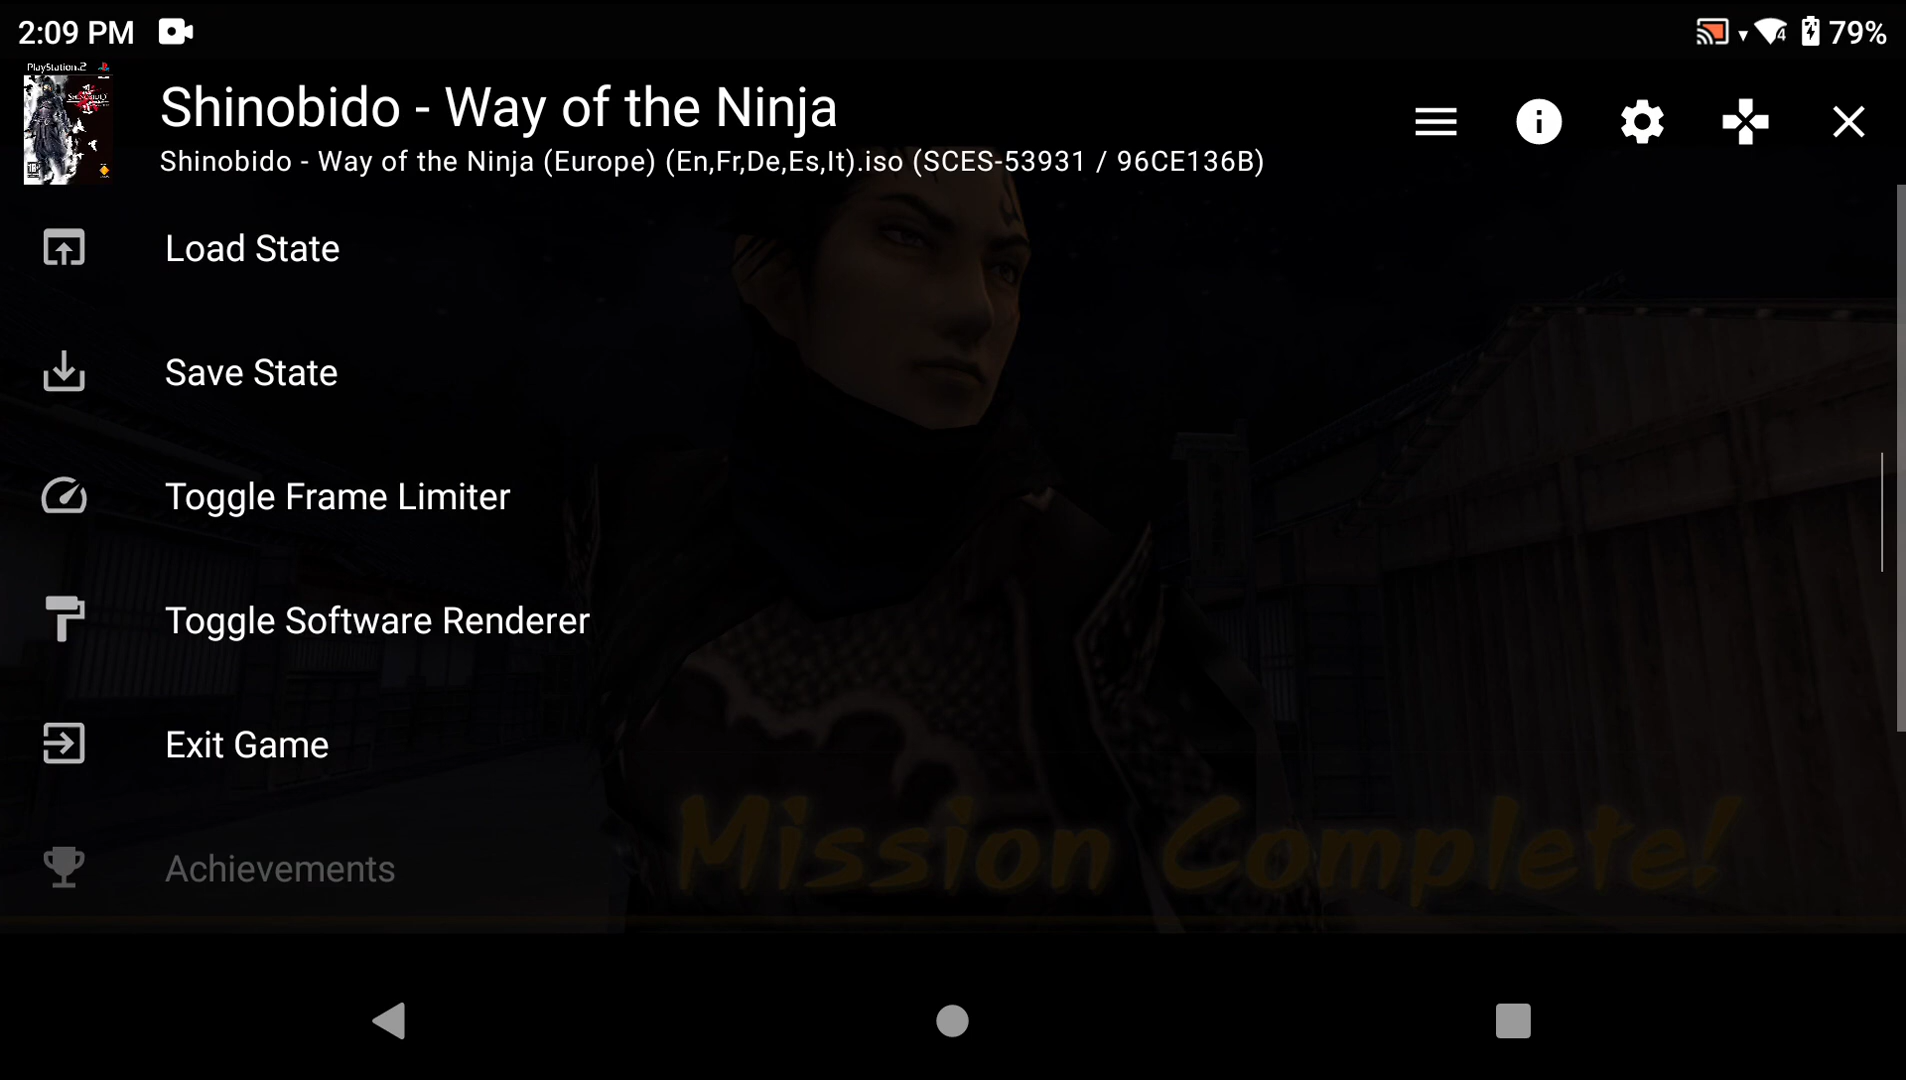 2:09 PM
4
79%
PlayStation.2
Shinobido - Way of the Ninja
Shinobido - Way of the Ninja (Europe) (En,Fr,De,Es,It).iso (SCES-53931 / 96CE136B)
Load State
Save State
Toggle Frame Limiter
Toggle Software Renderer
Exit Game
Mission Complete!
Achievements